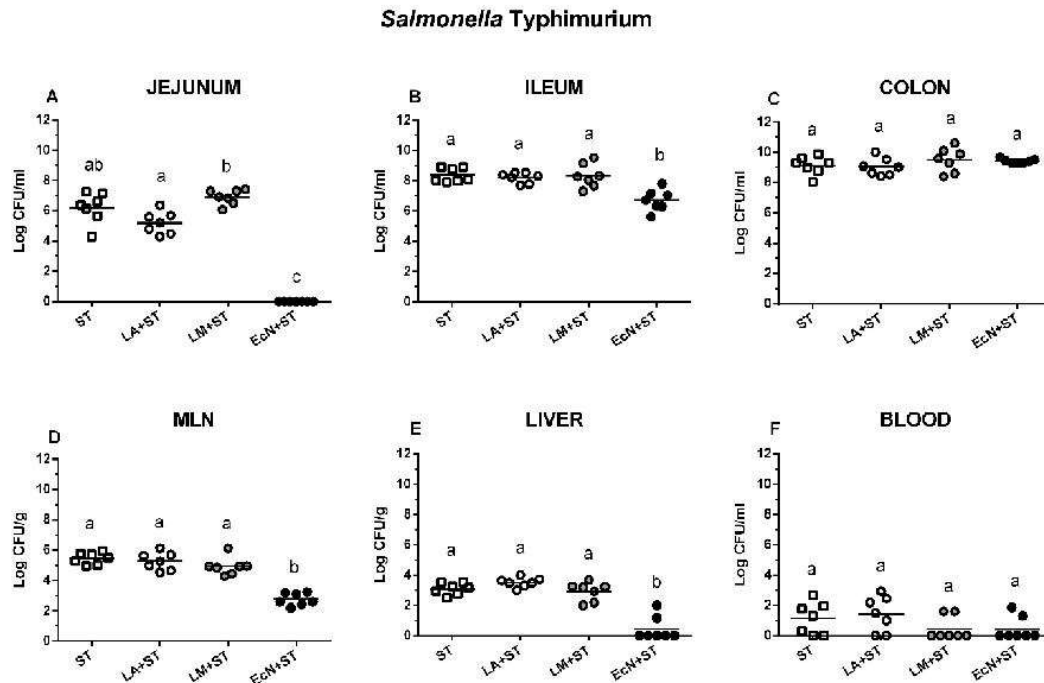 Salmonella Typhimurium
A
JEJUNUM
Log CFU/ml
12
10
8
6
4
2
0
ab
a
b
c
ST
LA+ST
LM+ST
EcN+ST
B
ILEUM
Log CFU/ml
12
10
8
6
4
2
0
a
a
a
b
ST
LA+ST
LM+ST
EcN+ST
C
COLON
Log CFU/ml
12
10
8
6
4
2
0
a
a
a
a
ST
LA+ST
LM+ST
EcN+ST
D
MLN
Log CFU/g
12
10
8
6
4
2
0
a
a
a
b
ST
LA+ST
LM+ST
EcN+ST
E
LIVER
Log CFU/g
12
10
8
6
4
2
0
a
a
a
b
ST
LA+ST
LM+ST
EcN+ST
F
BLOOD
Log CFU/ml
12
10
8
6
4
2
0
a
a
a
a
ST
LA+ST
LM+ST
EcN+ST